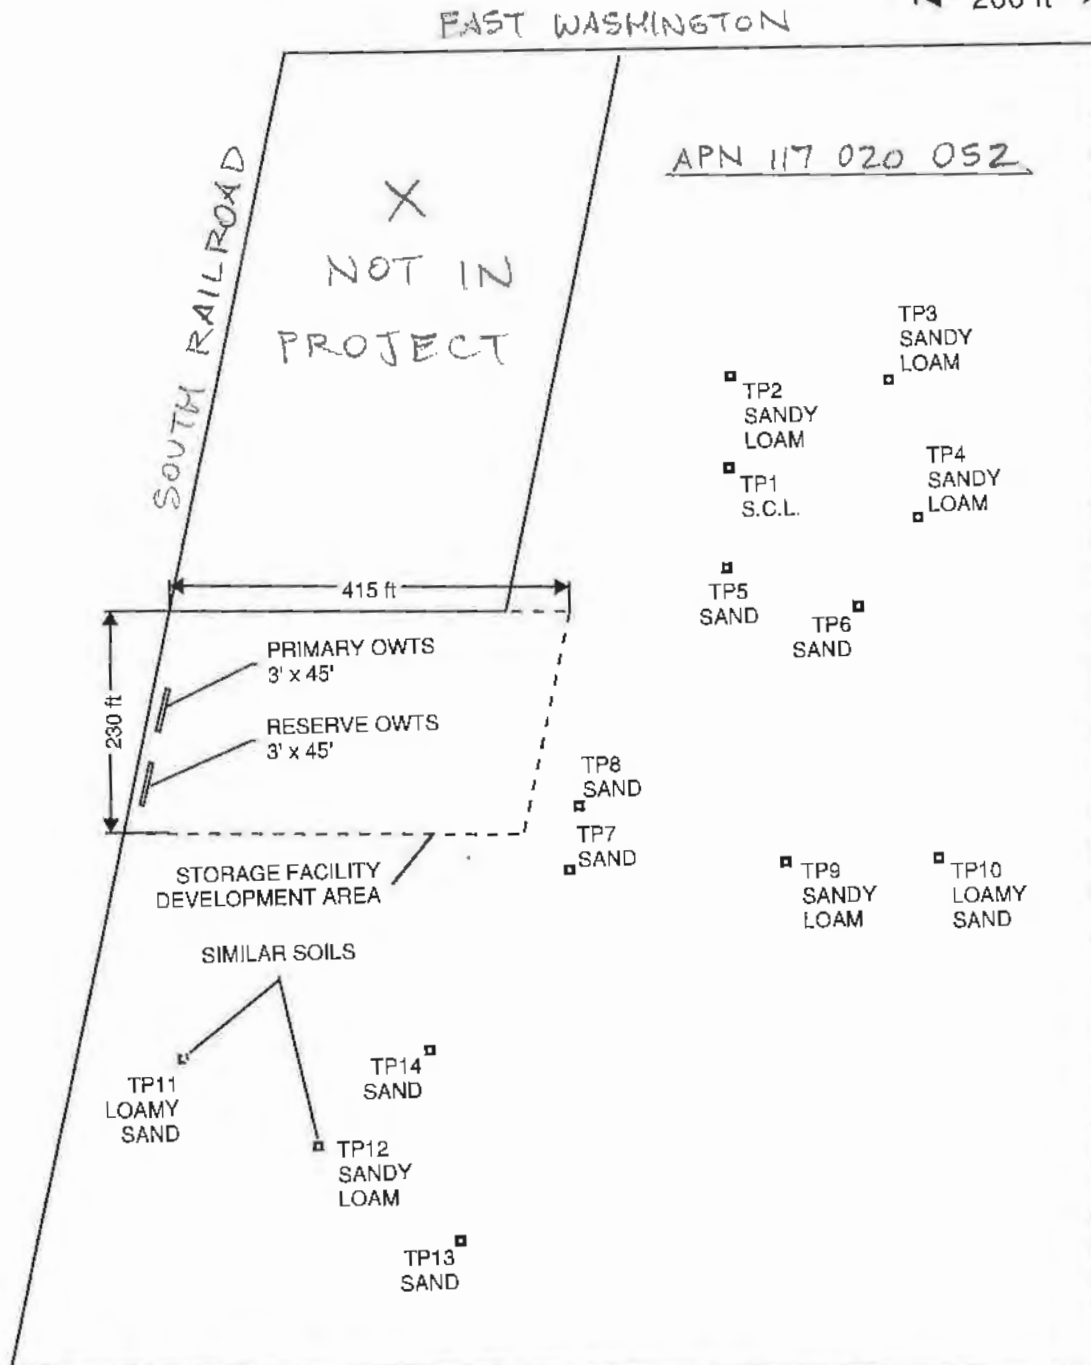 200 ft
EAST WASHINGTON
SOUTH RAILROAD
APN 117 020 052
X
NOT IN
PROJECT
TP3
SANDY
LOAM
TP2
SANDY
LOAM
TP4
SANDY
LOAM
TP1
S.C.L.
415 ft
TP5
SAND
TP6
SAND
230 ft
PRIMARY OWTS
3' x 45'
RESERVE OWTS
3' x 45'
TP8
SAND
TP7
SAND
STORAGE FACILITY
DEVELOPMENT AREA
TP9
SANDY
LOAM
TP10
LOAMY
SAND
SIMILAR SOILS
TP11
LOAMY
SAND
TP14
SAND
TP12
SANDY
LOAM
TP13
SAND